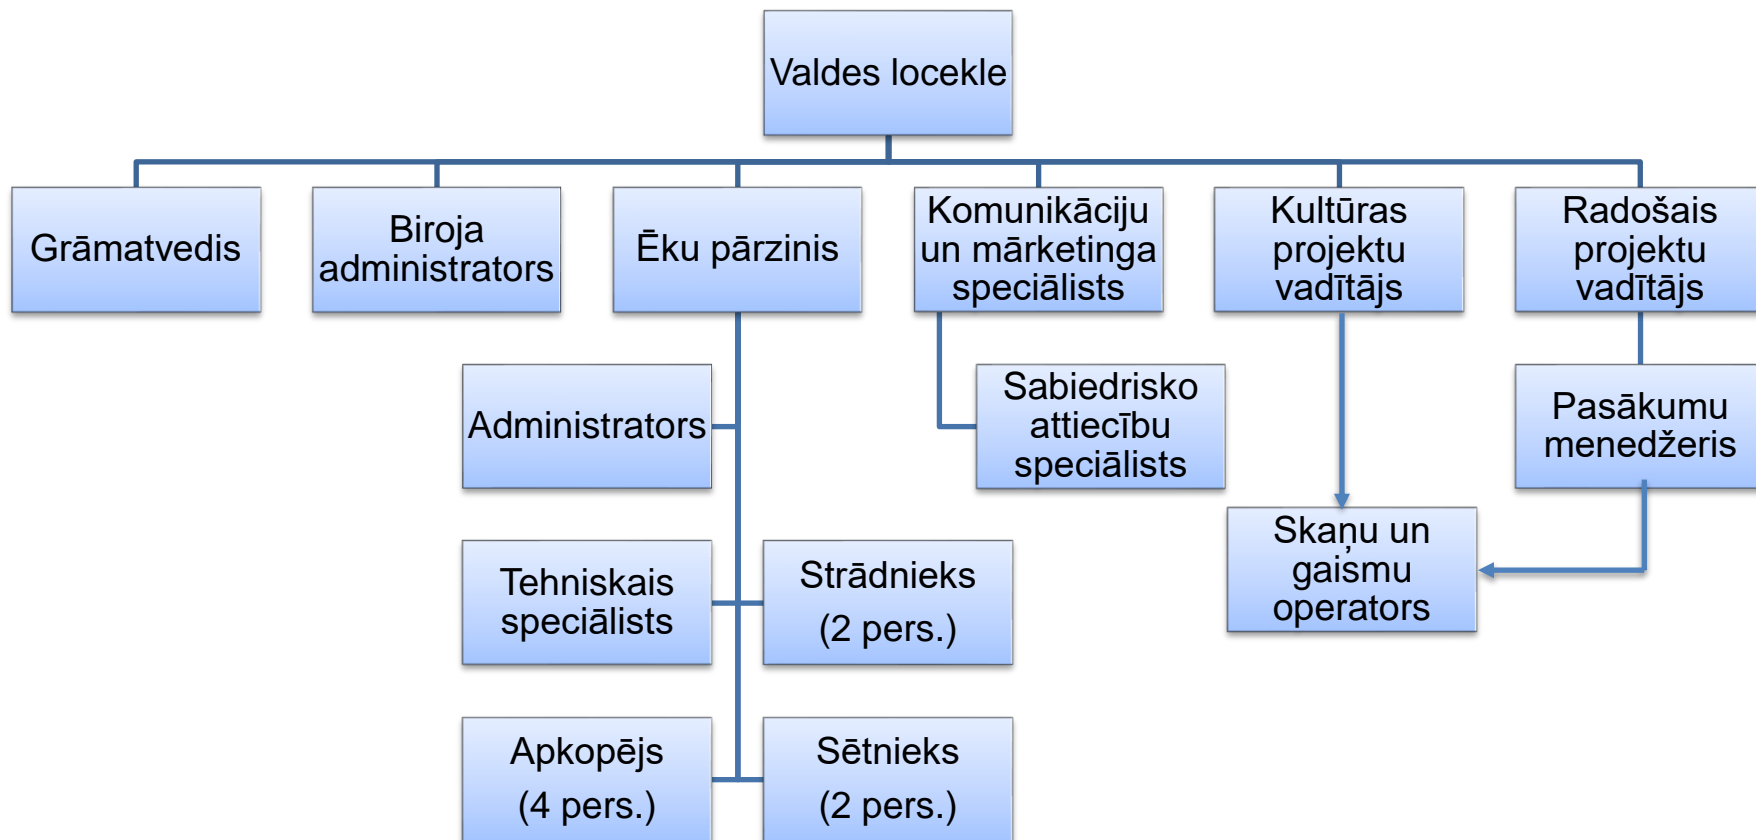 Valdes locekle
Grāmatvedis
Biroja
administrators
Ēku pārzinis
Komunikāciju
un mārketinga
speciālists
Kultūras
projektu
vadītājs
Radošais
projektu
vadītājs
Administrators
Sabiedrisko
attiecību
speciālists
Pasākumu
menedžeris
Tehniskais
speciālists
Strādnieks
(2 pers.)
Skaņu un
gaismu
operators
Apkopējs
(4 pers.)
Sētnieks
(2 pers.)